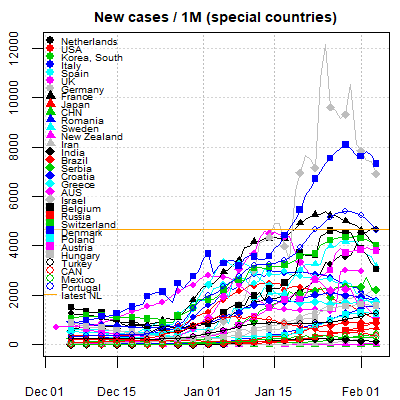 New cases / 1M (special countries)
12000
10000
8000
6000
4000
2000
0
Netherlands
USA
Korea, South
Italy
Spain
UK
Germany
France
Japan
CHN
Romania
Sweden
New Zealand
Iran
India
Brazil
Serbia
Croatia
Greece
AUS
Israel
Belgium
Russia
Switzerland
Denmark
Poland
Austria
Hungary
Turkey
CAN
Mexico
Portugal
latest NL
Dec 01 Dec 15 Jan 01 Jan 15 Feb 01